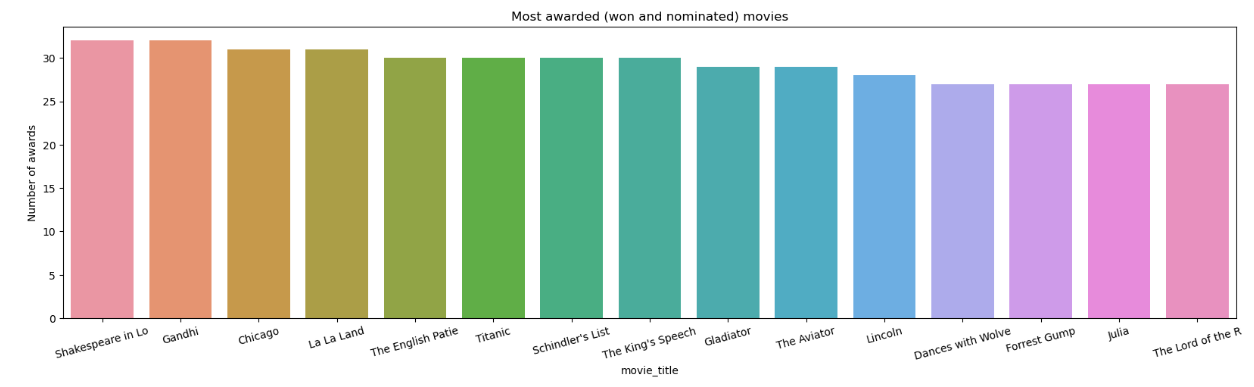 Most awarded (won and nominated) movies
Number of awards
30
25
20
15
10
5
0
Shakespeare in Lo
Gandhi
Chicago
La La Land
The English Patie
Titanic
Schindler's List
The King's Speech
Gladiator
The Aviator
Lincoln
Dances with Wolve
Forrest Gump
Julia
The Lord of the R
movie_title